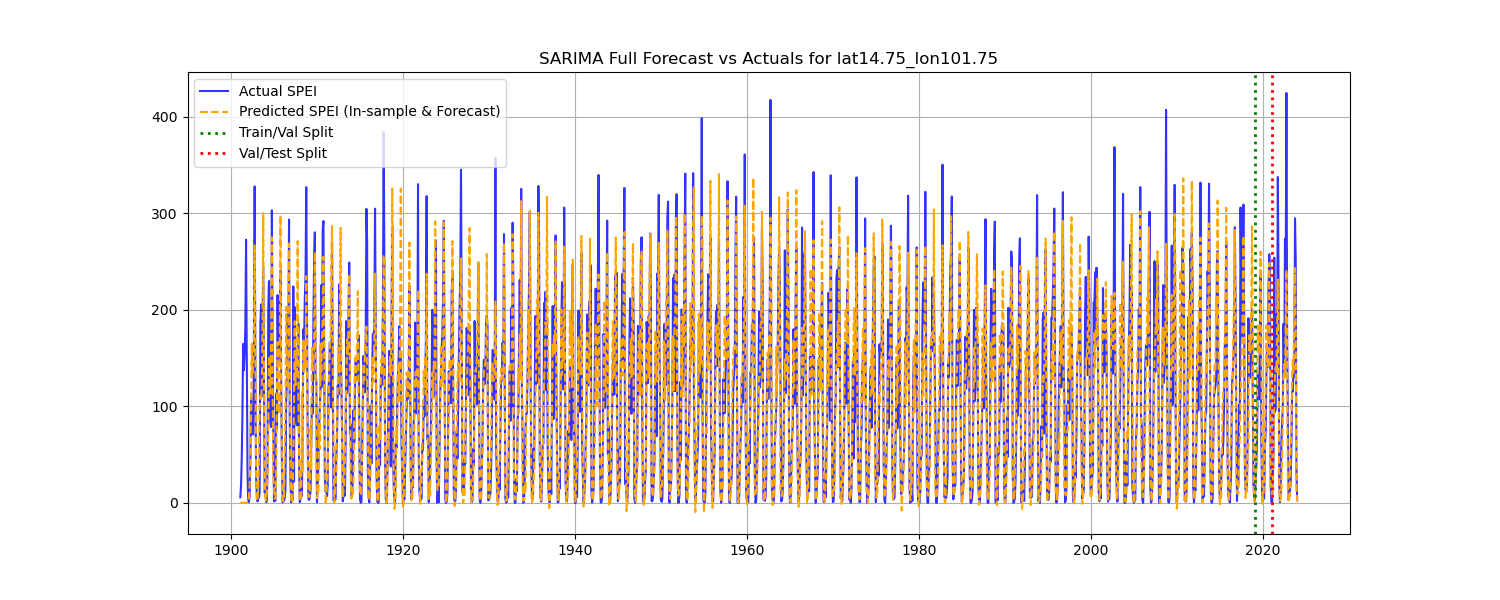 SARIMA Full Forecast vs Actuals for lat14.75_lon101.75
Actual SPEI
Predicted SPEI (In-sample & Forecast)
Train/Val Split
Val/Test Split
400
300
200
100
0
1900 1920 1940 1960 1980 2000 2020